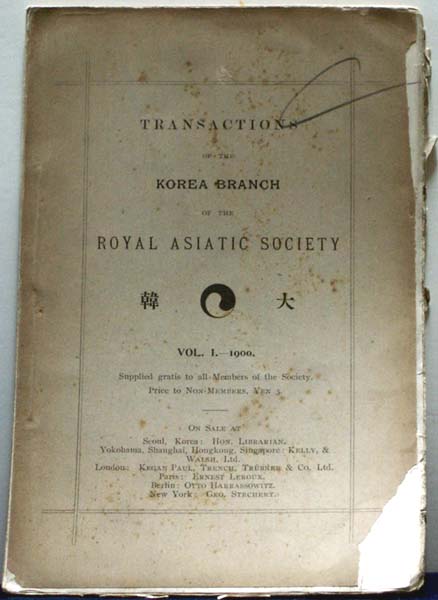 TRANSACTIONS
OF THE
KOREA BRANCH
OF THE
ROYAL ASIATIC SOCIETY
韓 大
VOL. I.—1900.
Supplied gratis to all Members of the Society.
Price to NON-MEMBERS, YEN 3.
ON SALE AT
Seoul, Korea: HON. LIBRARIAN.
Yokohama, Shanghai, Hongkong, Singapore: KELLY, &
WALSH, Ltd.
London: KEGAN PAUL, TRENCH, TRÜBNER & Co. Ltd.
Paris: ERNEST LEROUX.
Berlin: OTTO HARRASSOWITZ.
New York: GEO. STECHERT.